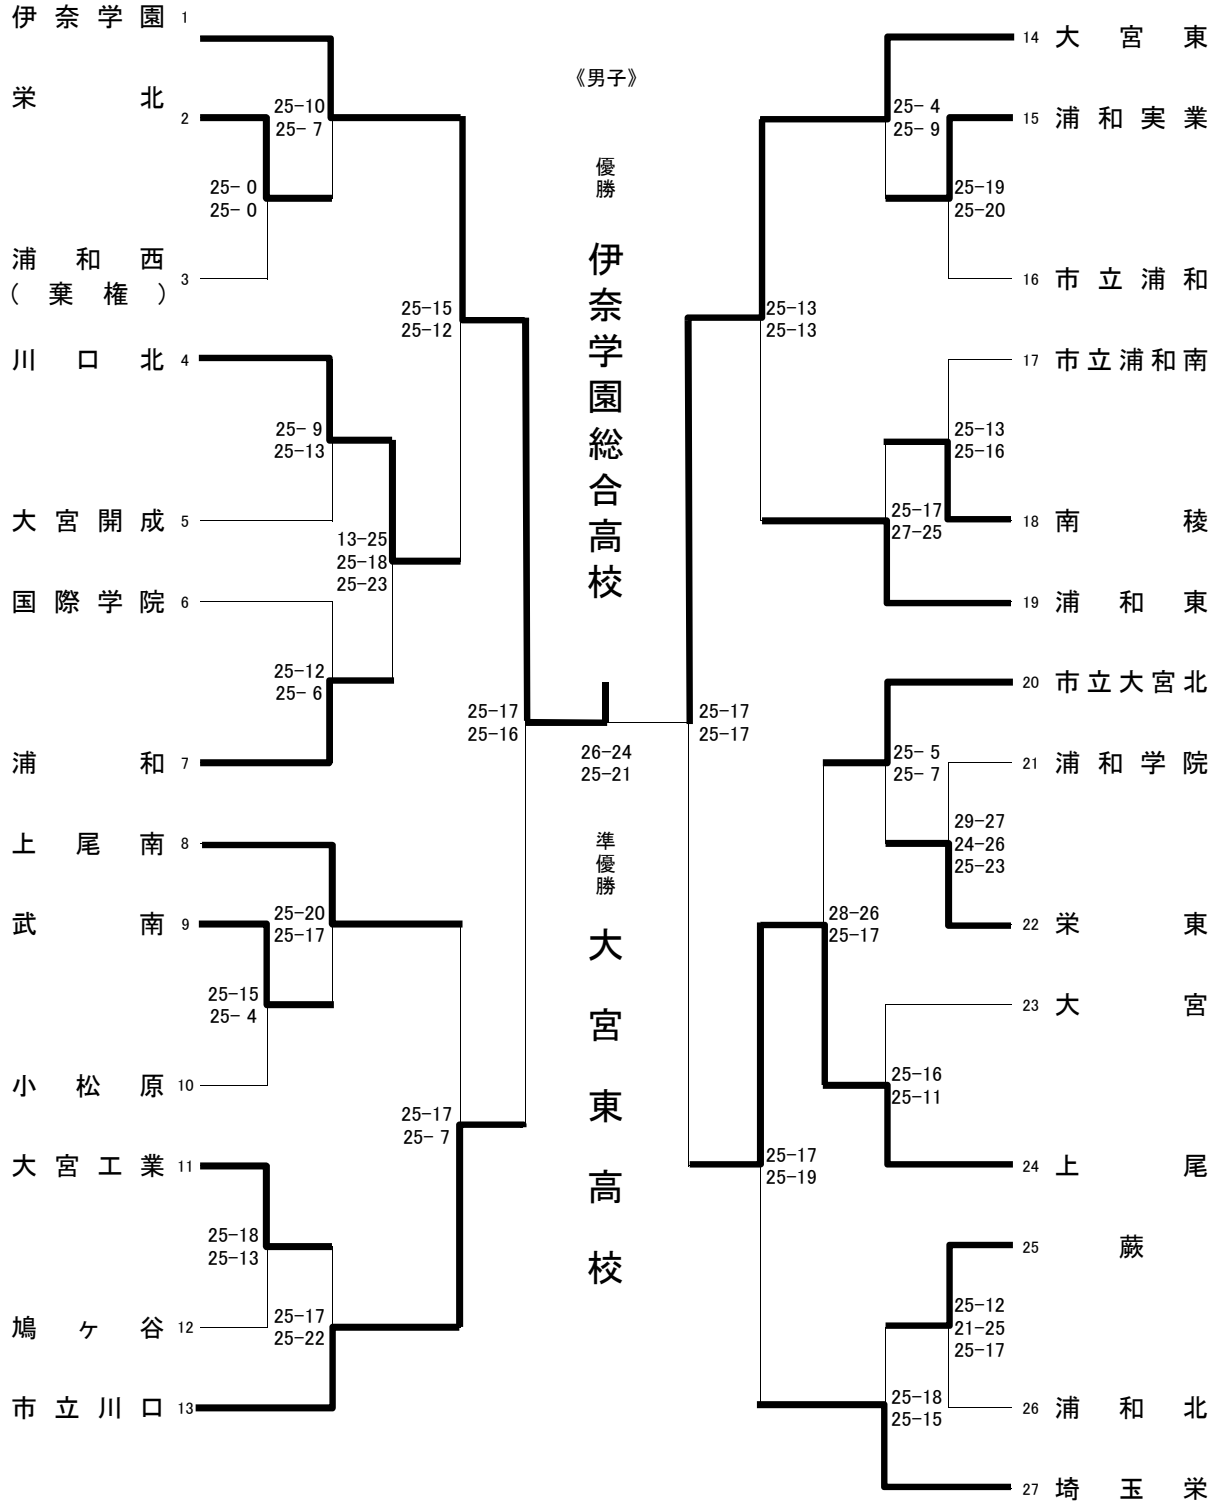 《男子》
優勝
伊奈学園総合高校
準優勝
大宮東高校
伊奈学園 1
栄北 2
浦和西 3
(棄権)
川口北 4
大宮開成 5
国際学院 6
浦和 7
上尾南 8
武南 9
小松原 10
大宮工業 11
鳩ヶ谷 12
市立川口 13
25-10
25- 7
25- 0
25- 0
25-15
25-12
25- 9
25-13
13-25
25-18
25-23
25-12
25- 6
25-17
25-16
25-20
25-17
25-15
25- 4
25-17
25- 7
25-18
25-13
25-17
25-22
26-24
25-21
14 大宮東
15 浦和実業
16 市立浦和
17 市立浦和南
18 南稜
19 浦和東
20 市立大宮北
21 浦和学院
22 栄東
23 大宮
24 上尾
25 蕨
26 浦和北
27 埼玉栄
25- 4
25- 9
25-19
25-20
25-13
25-13
25-13
25-16
25-17
27-25
25-17
25-17
25- 5
25- 7
29-27
24-26
25-23
28-26
25-17
25-16
25-11
25-17
25-19
25-12
21-25
25-17
25-18
25-15